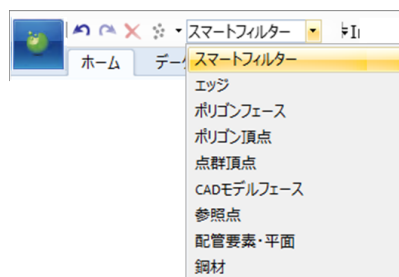 スマートフィルター
ホーム
スマートフィルター
エッジ
ポリゴンフェース
ポリゴン頂点
点群頂点
CADモデルフェース
参照点
配管要素・平面
鋼材